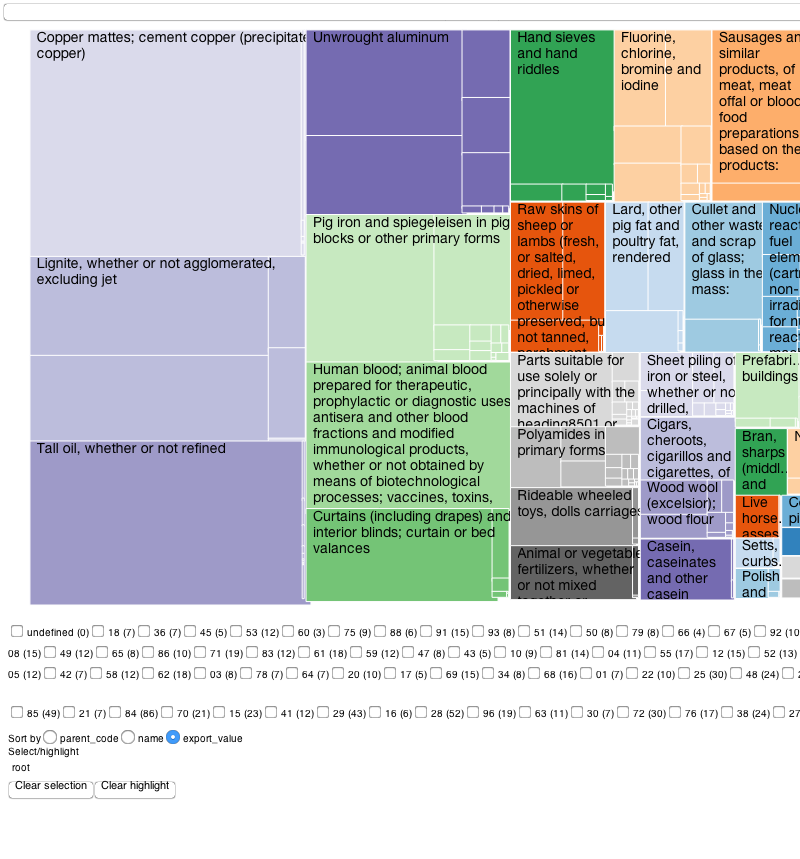 Copper mattes; cement copper (precipitate
copper)
Unwrought aluminum
Hand sieves
and hand
riddles
Fluorine,
chlorine,
bromine and
iodine
Sausages an
similar
products, of
meat, meat
offal or blood
food
preparations
based on the
products:
Lignite, whether or not agglomerated,
excluding jet
Pig iron and spiegeleisen in pig
blocks or other primary forms
Raw skins of
sheep or
lambs (fresh,
or salted,
dried, limed,
pickled or
otherwise
preserved, bu
not tanned,
parchment
Lard, other
pig fat and
poultry fat,
rendered
Cullet and
other waste
and scrap
of glass;
glass in the
mass:
Nucl
react
fuel
elem
(cart
non-
irradi
for nu
react
Tall oil, whether or not refined
Human blood; animal blood
prepared for therapeutic,
prophylactic or diagnostic uses
antisera and other blood
fractions and modified
immunological products,
whether or not obtained by
means of biotechnological
processes; vaccines, toxins,
Curtains (including drapes) and
interior blinds; curtain or bed
valances
Parts suitable for
use solely or
principally with the
machines of
heading8501 or
Sheet piling of
iron or steel,
whether or no
drilled,
Prefabri...
buildings
Polyamides in
primary forms
Cigars,
cheroots,
cigarillos and
cigarettes, of
Bran,
sharps
(middl...
and
N
Rideable wheeled
toys, dolls carriages
Wood wool
(excelsior);
wood flour
Live
horse...
asses
Co
pi
Animal or vegetable
fertilizers, whether
or not mixed
together or
Casein,
caseinates
and other
casein
Setts,
curbs.
Polish
and
undefined (0) 18 (7) 36 (7) 45 (5) 53 (12) 60 (3) 75 (9) 88 (6) 91 (15) 93 (8) 51 (14) 50 (8) 79 (8) 66 (4) 67 (5) 92 (10
08 (15) 49 (12) 65 (8) 86 (10) 71 (19) 83 (12) 61 (18) 59 (12) 47 (8) 43 (5) 10 (9) 81 (14) 04 (11) 55 (17) 12 (15) 52 (13)
05 (12) 42 (7) 58 (12) 62 (18) 03 (8) 78 (7) 64 (7) 20 (10) 17 (5) 69 (15) 34 (8) 68 (16) 01 (7) 22 (10) 25 (30) 48 (24) 2
85 (49) 21 (7) 84 (86) 70 (21) 15 (23) 41 (12) 29 (43) 16 (6) 28 (52) 96 (19) 63 (11) 30 (7) 72 (30) 76 (17) 38 (24) 27
Sort by parent_code name export_value
Select/highlight
root
Clear selection Clear highlight